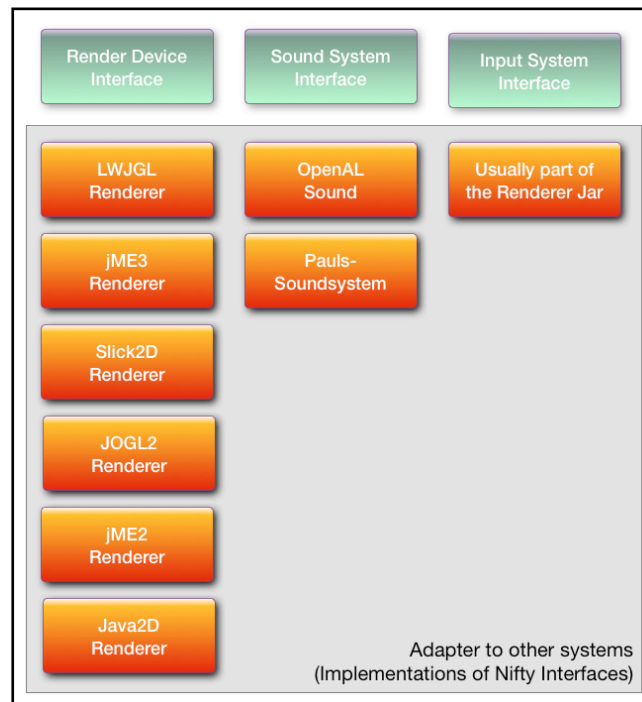 Render Device
Interface
Sound System
Interface
Input System
Interface
LWJGL
Renderer
OpenAL
Sound
Usually part of
the Renderer Jar
jME3
Renderer
Pauls-
Soundsystem
Slick2D
Renderer
JOGL2
Renderer
jME2
Renderer
Java2D
Renderer
Adapter to other systems
(Implementations of Nifty Interfaces)